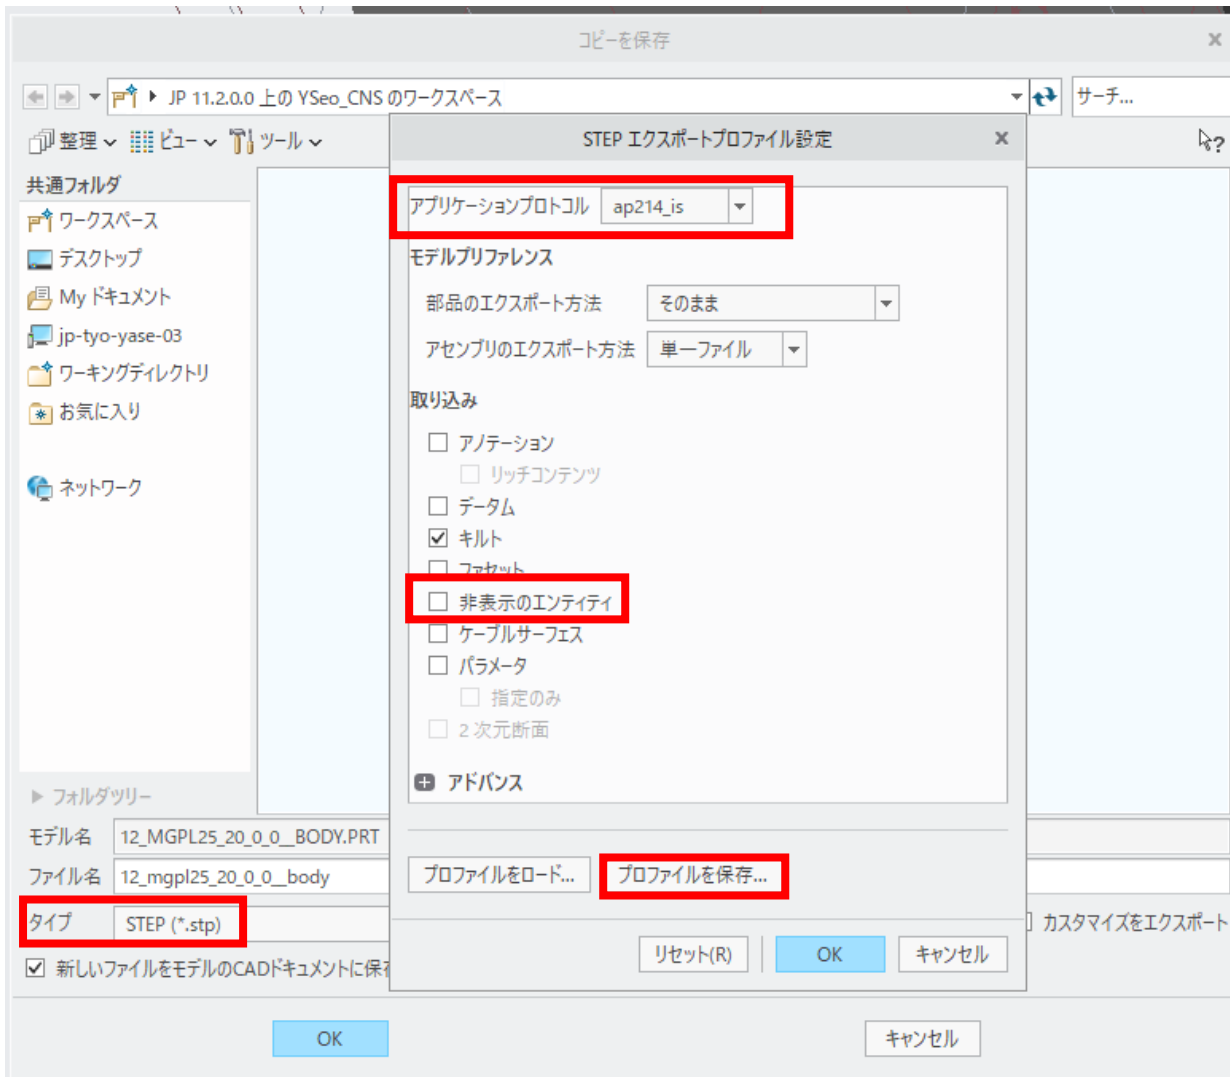 コピーを保存
JP 11.2.0.0 上の YSeo_CNS のワークスペース
サーチ...
整理 ビュー ツール
共通フォルダ
ワークスペース
デスクトップ
My ドキュメント
jp-tyo-yase-03
ワーキングディレクトリ
お気に入り
ネットワーク
フォルダツリー
STEP エクスポートプロファイル設定
アプリケーションプロトコル ap214_is
モデルプリファレンス
部品のエクスポート方法 そのまま
アセンブリのエクスポート方法 単一ファイル
取り込み
アノテーション
リッチコンテンツ
データム
キルト
ファセット
非表示のエンティティ
ケーブルサーフェス
パラメータ
指定のみ
2 次元断面
アドバンス
プロファイルをロード... プロファイルを保存...
リセット(R) OK キャンセル
モデル名 12_MGPL25_20_0_0__BODY.PRT
ファイル名 12_mgpl25_20_0_0__body
タイプ STEP (*.stp)
カスタマイズをエクスポート
新しいファイルをモデルのCADドキュメントに保存
OK キャンセル